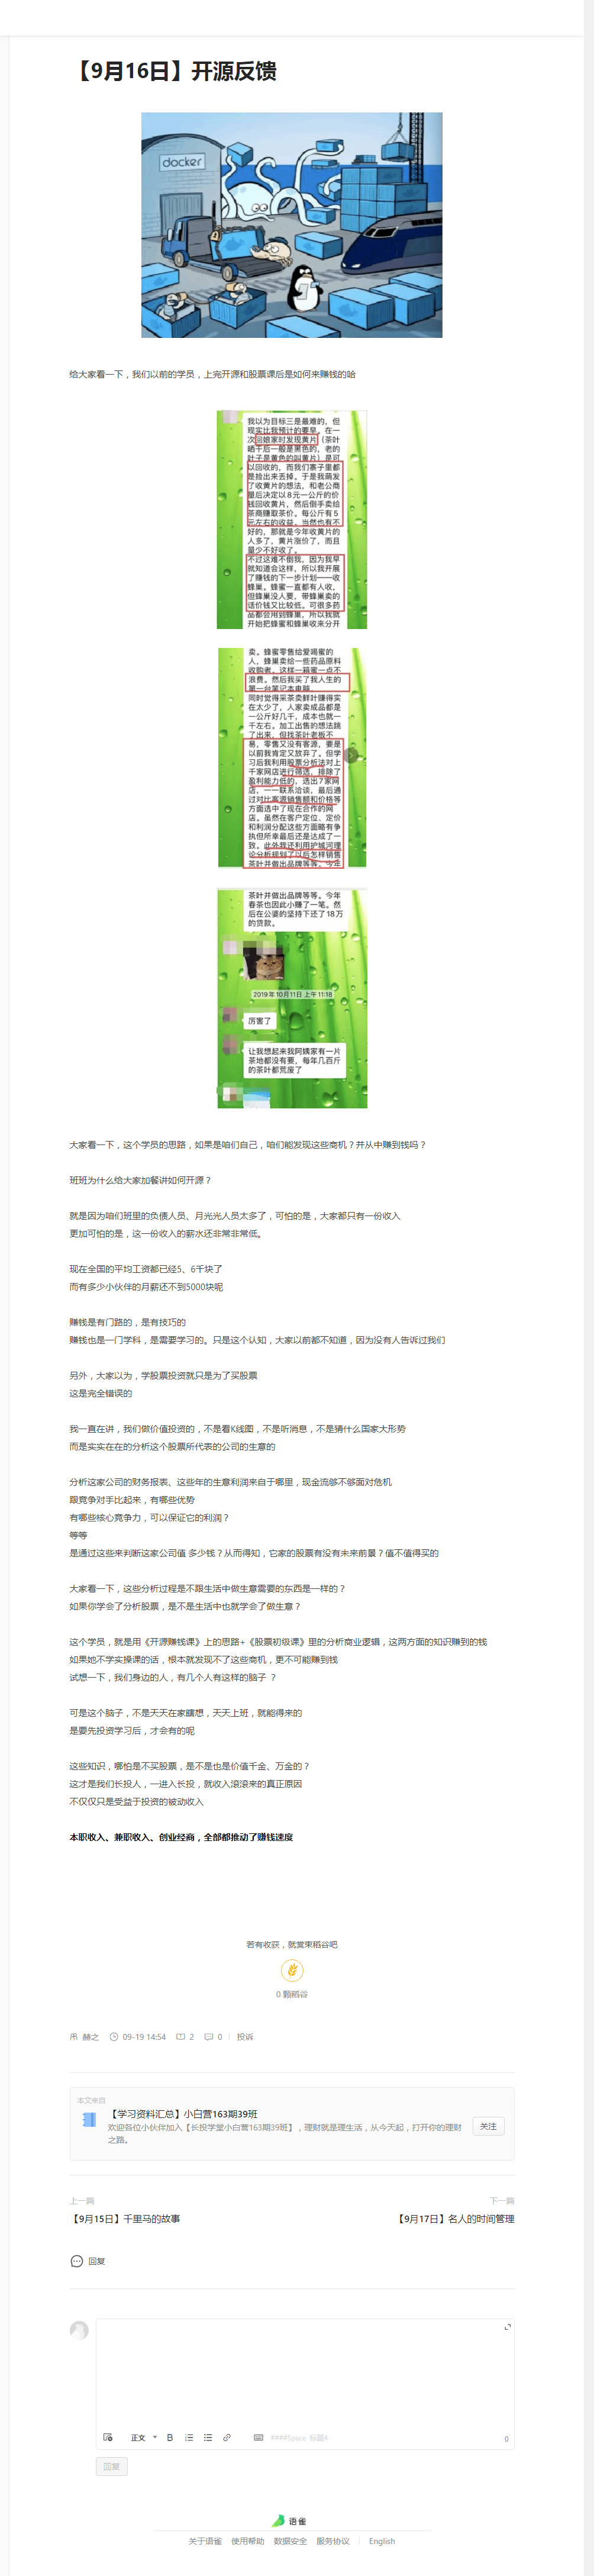 【9月16日】开源反馈
docker
给大家看一下，我们以前的学员，上完开源和股票课后是如何来赚钱的哈
我以为目标三是最难的，但
现实比我预计的要早。在一
次回娘家时发现黄片（茶叶
晒干后一般是黑色的，老的
叶子是黄色的叫黄片）是可
以回收的，而我们寨子里都
是捡出来丢掉。于是我萌发
了收黄片的想法，和老公商
量后决定以8元一公斤的价
钱回收黄片，然后倒手卖给
茶商赚取茶价。每公斤有5
元左右的收益。当然也有不
好的，那就是今年收黄片的
人多了，黄片涨价了，而且
量少不好收了。
不过这难不倒我，因为我早
就知道会这样，所以我开展
了赚钱的下一步计划——收
蜂巢。蜂蜜一直都有人收，
但蜂巢没人要，带蜂巢卖的
话价钱又比较低。可很多药
品都会用到蜂巢，所以我就
开始把蜂蜜和蜂巢收来分开
卖。蜂蜜零售给爱喝蜜的
人，蜂巢卖给一些药品原料
收购者。这样一箱蜜一点不
浪费。然后我买了我人生的
第一台笔记本电脑。
同时觉得采茶卖鲜叶赚得实
在太少了，人家卖成品都是
一公斤好几千，成本也就一
千左右。加工出售的想法跳
了出来，但找茶叶老板不
易，零售又没有客源，要是
以前我肯定又放弃了。但学
习后我利用股票分析法对上
千家网店进行筛选，排除了
盈利能力低的，选出7家网
店，一一联系洽谈，最后通
过对比客源销售额和价格等
方面选中了现在合作的网
店。虽然在客户定位、定价
和利润分配这些方面略有争
执但所幸最后还是达成了一
致。此外我还利用护城河理
论分析规划了以后怎样销售
茶叶并做出品牌等等。今年
茶叶并做出品牌等等。今年
春茶也因此小赚了一笔。然
后在公婆的坚持下还了18万
的贷款。
2019年10月11日 上午11:18
厉害了
让我想起来我阿姨家有一片
茶地都没有要，每年几百斤
的茶叶都荒废了
大家看一下，这个学员的思路，如果是咱们自己，咱们能发现这些商机？并从中赚到钱吗？
班班为什么给大家加餐讲如何开源？
就是因为咱们班里的负债人员、月光光人员太多了，可怕的是，大家都只有一份收入
更加可怕的是，这一份收入的薪水还非常非常低。
现在全国的平均工资都已经5、6千块了
而有多少小伙伴的月薪还不到5000块呢
赚钱是有门路的，是有技巧的
赚钱也是一门学科，是需要学习的。只是这个认知，大家以前都不知道，因为没有人告诉过我们
另外，大家以为，学股票投资就只是为了买股票
这是完全错误的
我一直在讲，我们做价值投资的，不是看K线图，不是听消息，不是猜什么国家大形势
而是实实在在的分析这个股票所代表的公司的生意的
分析这家公司的财务报表、这些年的生意利润来自于哪里，现金流够不够面对危机
跟竞争对手比起来，有哪些优势
有哪些核心竞争力，可以保证它的利润？
等等
是通过这些来判断这家公司值 多少钱？从而得知，它家的股票有没有未来前景？值不值得买的
大家看一下，这些分析过程是不跟生活中做生意需要的东西是一样的？
如果你学会了分析股票，是不是生活中也就学会了做生意？
这个学员，就是用《开源赚钱课》上的思路+《股票初级课》里的分析商业逻辑，这两方面的知识赚到的钱
如果她不学实操课的话，根本就发现不了这些商机，更不可能赚到钱
试想一下，我们身边的人，有几个人有这样的脑子 ？
可是这个脑子，不是天天在家瞎想，天天上班，就能得来的
是要先投资学习后，才会有的呢
这些知识，哪怕是不买股票，是不是也是价值千金、万金的？
这才是我们长投人，一进入长投，就收入滚滚来的真正原因
不仅仅只是受益于投资的被动收入
本职收入、兼职收入、创业经商，全部都推动了赚钱速度
若有收获，就赏束稻谷吧
0 颗稻谷
赫之 09-19 14:54 2 0 投诉
本文来自
【学习资料汇总】小白营163期39班
欢迎各位小伙伴加入【长投学堂小白营163期39班】，理财就是理生活，从今天起，打开你的理财
之路。
关注
上一篇 下一篇
【9月15日】千里马的故事 【9月17日】名人的时间管理
回复
正文 B ####Space 标题4 0
回复
语雀
关于语雀 使用帮助 数据安全 服务协议 English